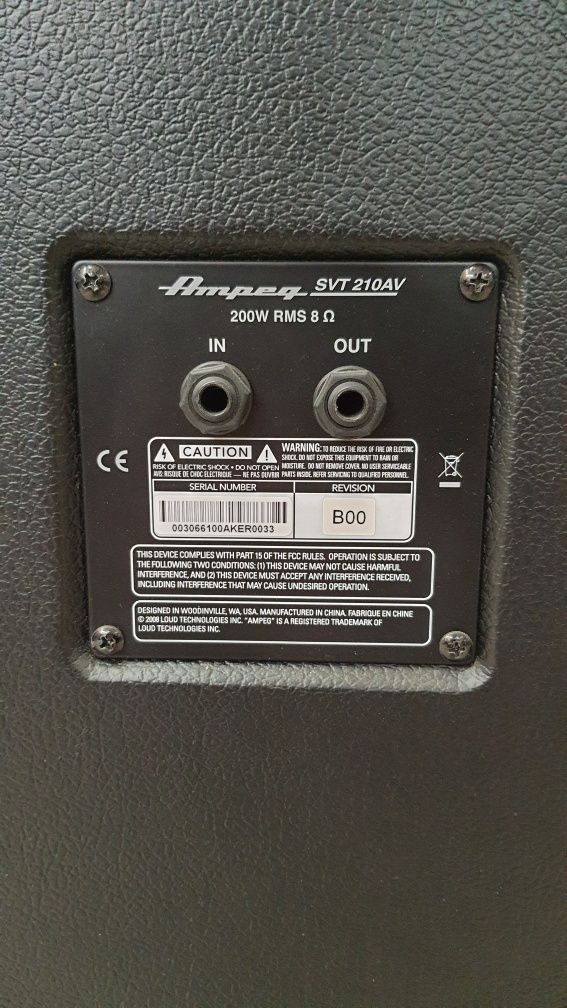 Ampeg SVT 210AV
200W RMS 8 Ω
IN OUT
CE
CAUTION
RISK OF ELECTRIC SHOCK • DO NOT OPEN
AVIS: RISQUE DE CHOC ELECTRIQUE — NE PAS OUVRIR
WARNING: TO REDUCE THE RISK OF FIRE OR ELECTRIC
SHOCK, DO NOT EXPOSE THIS EQUIPMENT TO RAIN OR
MOISTURE. DO NOT REMOVE COVER. NO USER SERVICEABLE
PARTS INSIDE. REFER SERVICING TO QUALIFIED PERSONNEL.
SERIAL NUMBER REVISION
003066100AKER0033 B00
THIS DEVICE COMPLIES WITH PART 15 OF THE FCC RULES. OPERATION IS SUBJECT TO
THE FOLLOWING TWO CONDITIONS: (1) THIS DEVICE MAY NOT CAUSE HARMFUL
INTERFERENCE, AND (2) THIS DEVICE MUST ACCEPT ANY INTERFERENCE RECEIVED,
INCLUDING INTERFERENCE THAT MAY CAUSE UNDESIRED OPERATION.
DESIGNED IN WOODINVILLE, WA, USA. MANUFACTURED IN CHINA. FABRIQUE EN CHINE
© 2008 LOUD TECHNOLOGIES INC. "AMPEG" IS A REGISTERED TRADEMARK OF
LOUD TECHNOLOGIES INC.